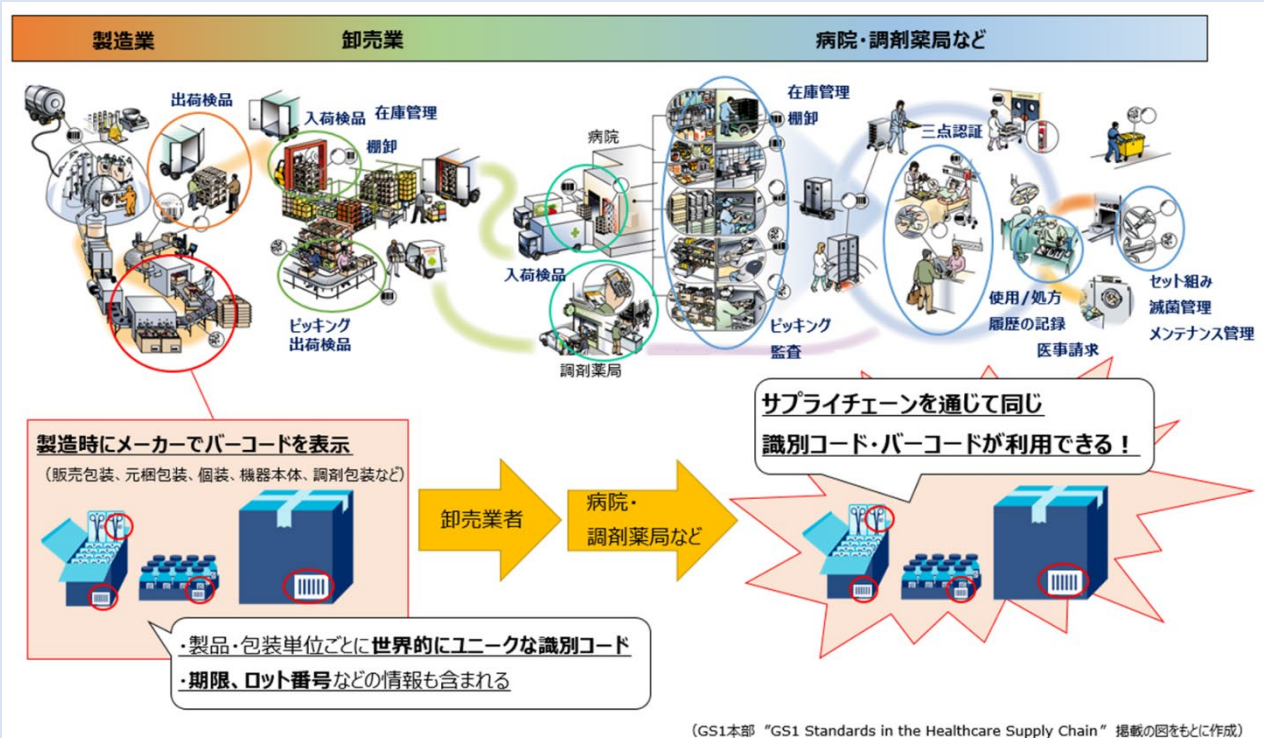 製造業
卸売業
病院・調剤薬局など
出荷検品
入荷検品
在庫管理
棚卸
ピッキング
出荷検品
病院
入荷検品
調剤薬局
在庫管理
棚卸
ピッキング
監査
三点認証
使用/処方
履歴の記録
医事請求
セット組み
滅菌管理
メンテナンス管理
製造時にメーカーでバーコードを表示
（販売包装、元梱包装、個装、機器本体、調剤包装など）
・製品・包装単位ごとに世界的にユニークな識別コード
・期限、ロット番号などの情報も含まれる
卸売業者
病院・
調剤薬局など
サプライチェーンを通じて同じ
識別コード・バーコードが利用できる！
（GS1本部 “GS1 Standards in the Healthcare Supply Chain” 掲載の図をもとに作成）